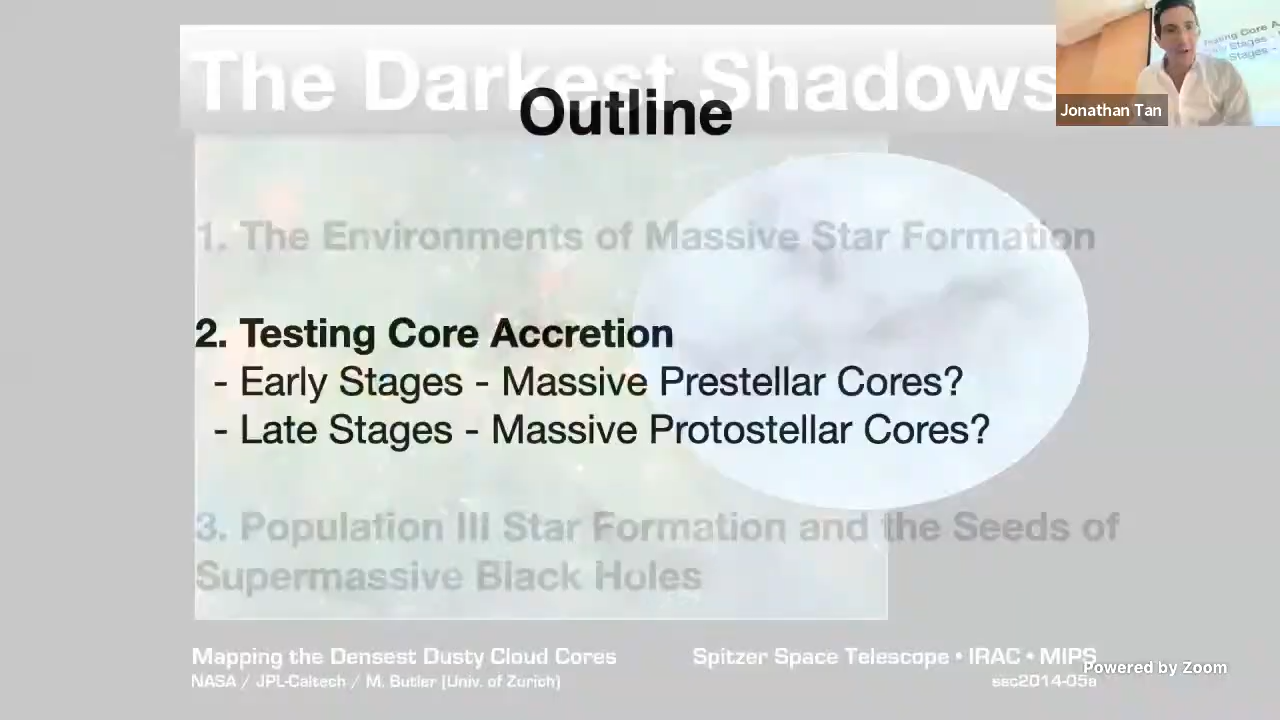 The Darkest Shadows
Outline
Jonathan Tan
1. The Environments of Massive Star Formation
2. Testing Core Accretion
- Early Stages - Massive Prestellar Cores?
- Late Stages - Massive Protostellar Cores?
3. Population III Star Formation and the Seeds of
Supermassive Black Holes
Mapping the Densest Dusty Cloud Cores
NASA / JPL-Caltech / M. Butler (Univ. of Zurich)
Spitzer Space Telescope • IRAC • MIPS
ssc2014-05a
Powered by Zoom